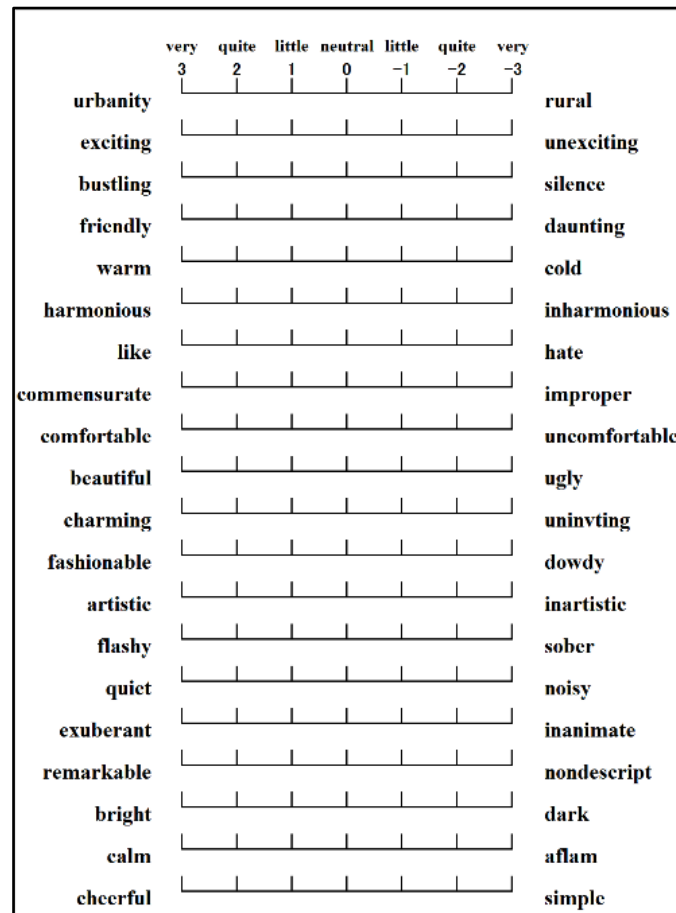 very quite little neutral little quite very
3 2 1 0 -1 -2 -3
urbanity rural
exciting unexciting
bustling silence
friendly daunting
warm cold
harmonious inharmonious
like hate
commensurate improper
comfortable uncomfortable
beautiful ugly
charming uninvting
fashionable dowdy
artistic inartistic
flashy sober
quiet noisy
exuberant inanimate
remarkable nondescript
bright dark
calm aflam
cheerful simple